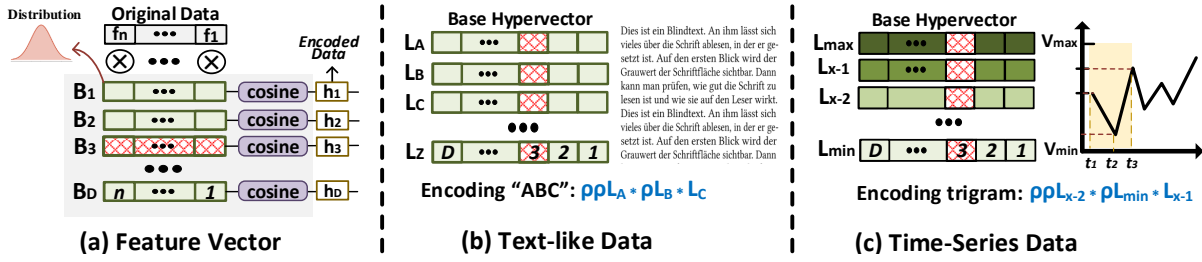 Distribution
Original Data
fn ••• f1
Encoded
Data
B1 ••• cosine h1
B2 ••• cosine h2
B3 ••• cosine h3
BD n ••• 1 cosine hD
(a) Feature Vector
Base Hypervector
LA •••
LB
LC
LZ D ••• 3 2 1
Dies ist ein Blindtext. An ihm lässt sich
vieles über die Schrift ablesen, in der er ge-
setzt ist. Auf den ersten Blick wird der
Grauwert der Schriftfläche sichtbar. Dann
kann man prüfen, wie gut die Schrift zu
lesen ist und wie sie auf den Leser wirkt.
Dies ist ein Blindtext. An ihm lässt sich
vieles über die Schrift ablesen, in der er ge-
setzt ist. Auf den ersten Blick wird der
Grauwert der Schriftfläche sichtbar. Dann
Encoding “ABC”: ρρLA * ρLB * LC
(b) Text-like Data
Base Hypervector
Lmax •••
Lx-1 •••
Lx-2
Lmin D ••• 3 2 1
Vmax
Vmin
t1 t2 t3
Encoding trigram: ρρLx-2 * ρLmin * Lx-1
(c) Time-Series Data